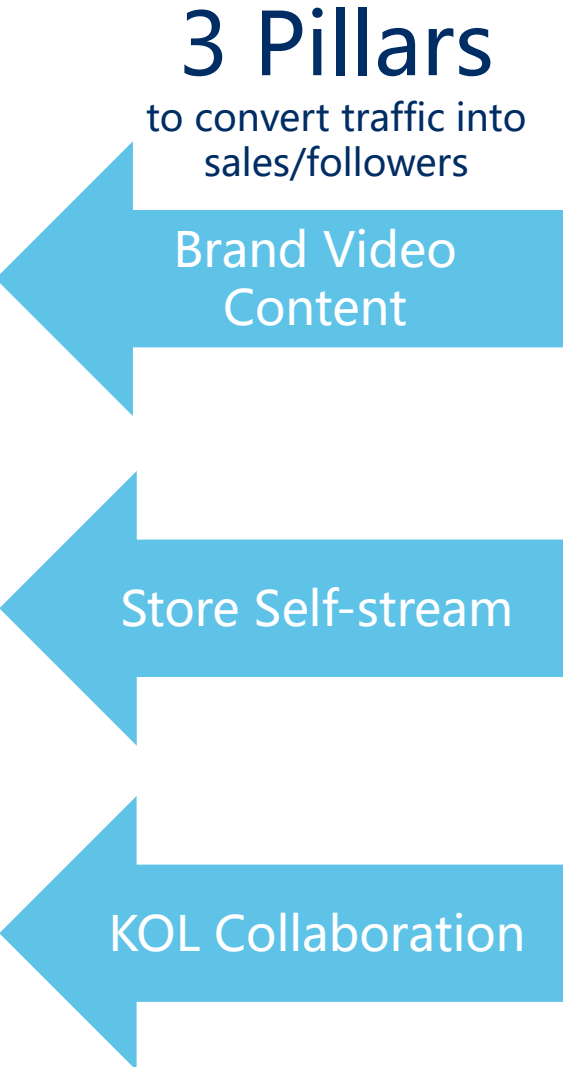 3 Pillars
to convert traffic into
sales/followers
Brand Video
Content
Store Self-stream
KOL Collaboration